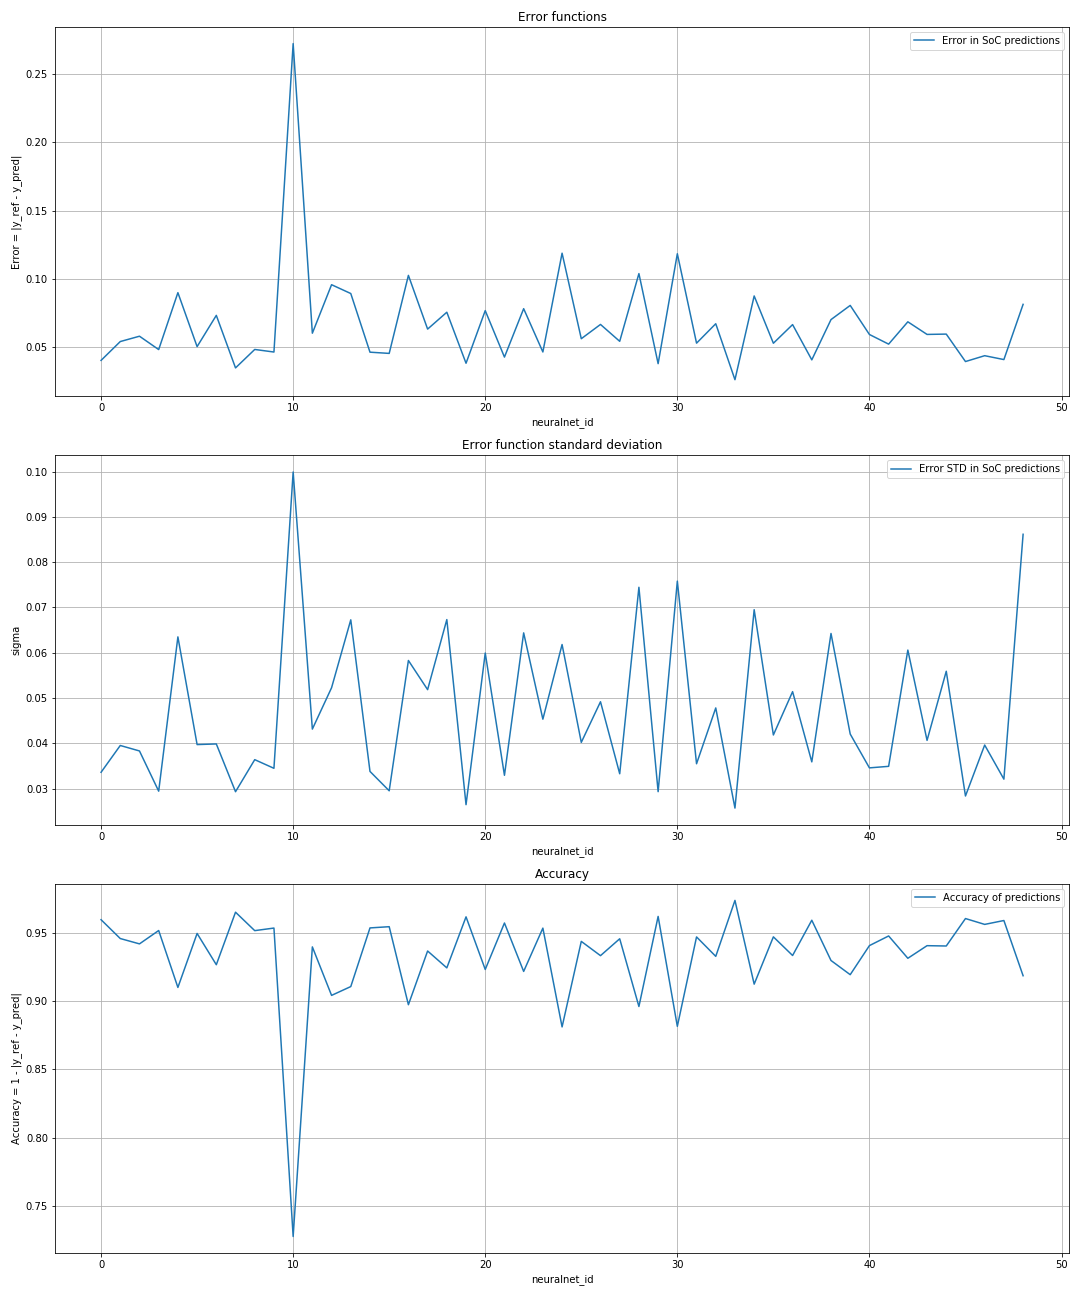 Error functions
Error in SoC predictions
0.25
0.20
0.15
0.10
0.05
Error = |y_ref - y_pred|
0 10 20 30 40 50
neuralnet_id
Error function standard deviation
Error STD in SoC predictions
0.10
0.09
0.08
0.07
0.06
0.05
0.04
0.03
sigma
0 10 20 30 40 50
neuralnet_id
Accuracy
Accuracy of predictions
0.95
0.90
0.85
0.80
0.75
Accuracy = 1 - |y_ref - y_pred|
0 10 20 30 40 50
neuralnet_id